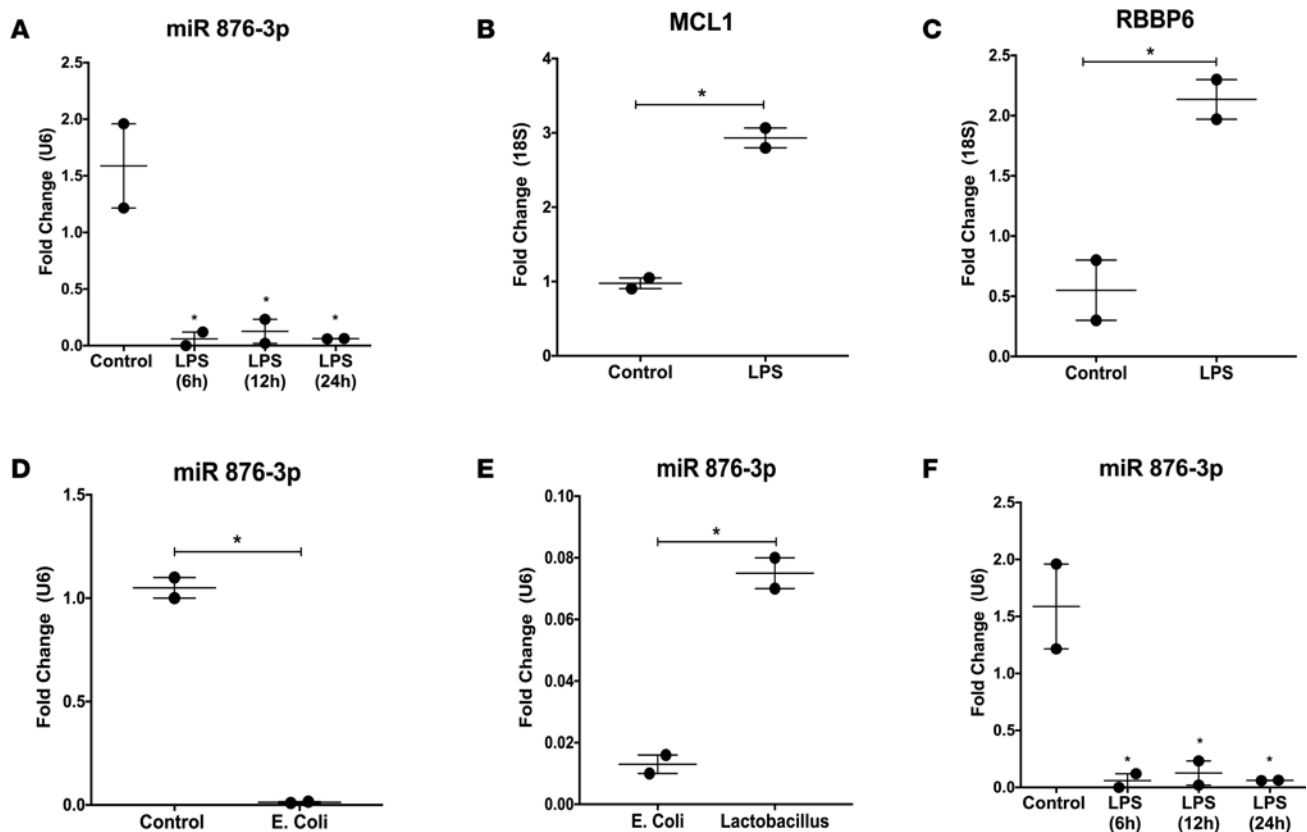 A
miR 876-3p
Fold Change (U6)
2.5
2.0
1.5
1.0
0.5
0.0
*
*
*
Control
LPS
(6h)
LPS
(12h)
LPS
(24h)
B
MCL1
Fold Change (18S)
4
3
2
1
0
*
Control
LPS
C
RBBP6
Fold Change (18S)
2.5
2.0
1.5
1.0
0.5
0.0
*
Control
LPS
D
miR 876-3p
Fold Change (U6)
1.5
1.0
0.5
0.0
*
Control
E. Coli
E
miR 876-3p
Fold Change (U6)
0.10
0.08
0.06
0.04
0.02
0.00
*
E. Coli
Lactobacillus
F
miR 876-3p
Fold Change (U6)
2.5
2.0
1.5
1.0
0.5
0.0
*
*
*
Control
LPS
(6h)
LPS
(12h)
LPS
(24h)